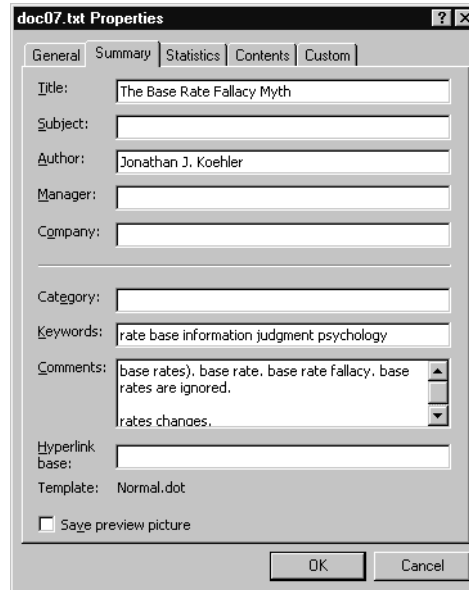 doc07.txt Properties
General Summary Statistics Contents Custom
Title: The Base Rate Fallacy Myth
Subject:
Author: Jonathan J. Koehler
Manager:
Company:
Category:
Keywords: rate base information judgment psychology
Comments: base rates). base rate. base rate fallacy. base
rates are ignored.
rates changes.
Hyperlink
base:
Template: Normal.dot
Save preview picture
OK Cancel